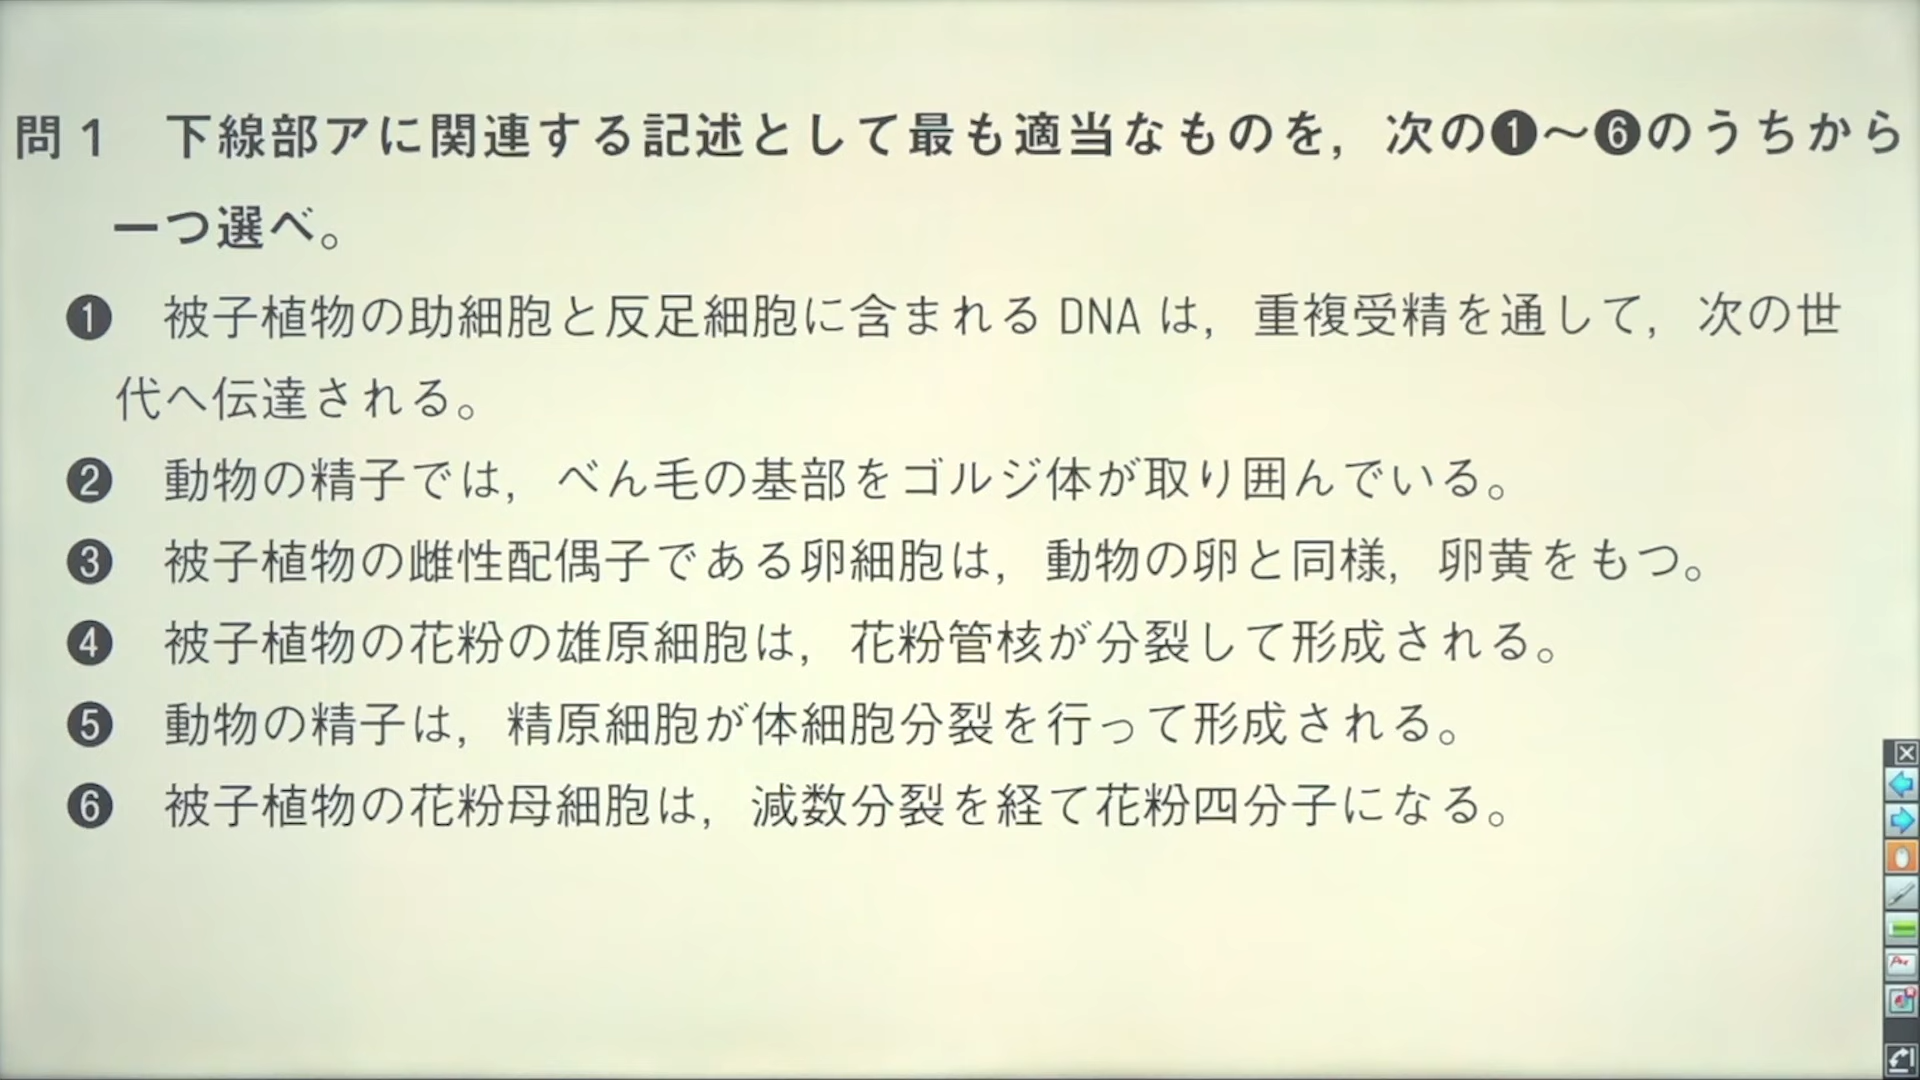 問1 下線部アに関連する記述として最も適当なものを，次の❶～❻のうちから
一つ選べ。
❶ 被子植物の助細胞と反足細胞に含まれる DNA は，重複受精を通して，次の世
代へ伝達される。
❷ 動物の精子では，べん毛の基部をゴルジ体が取り囲んでいる。
❸ 被子植物の雌性配偶子である卵細胞は，動物の卵と同様，卵黄をもつ。
❹ 被子植物の花粉の雄原細胞は，花粉管核が分裂して形成される。
❺ 動物の精子は，精原細胞が体細胞分裂を行って形成される。
❻ 被子植物の花粉母細胞は，減数分裂を経て花粉四分子になる。